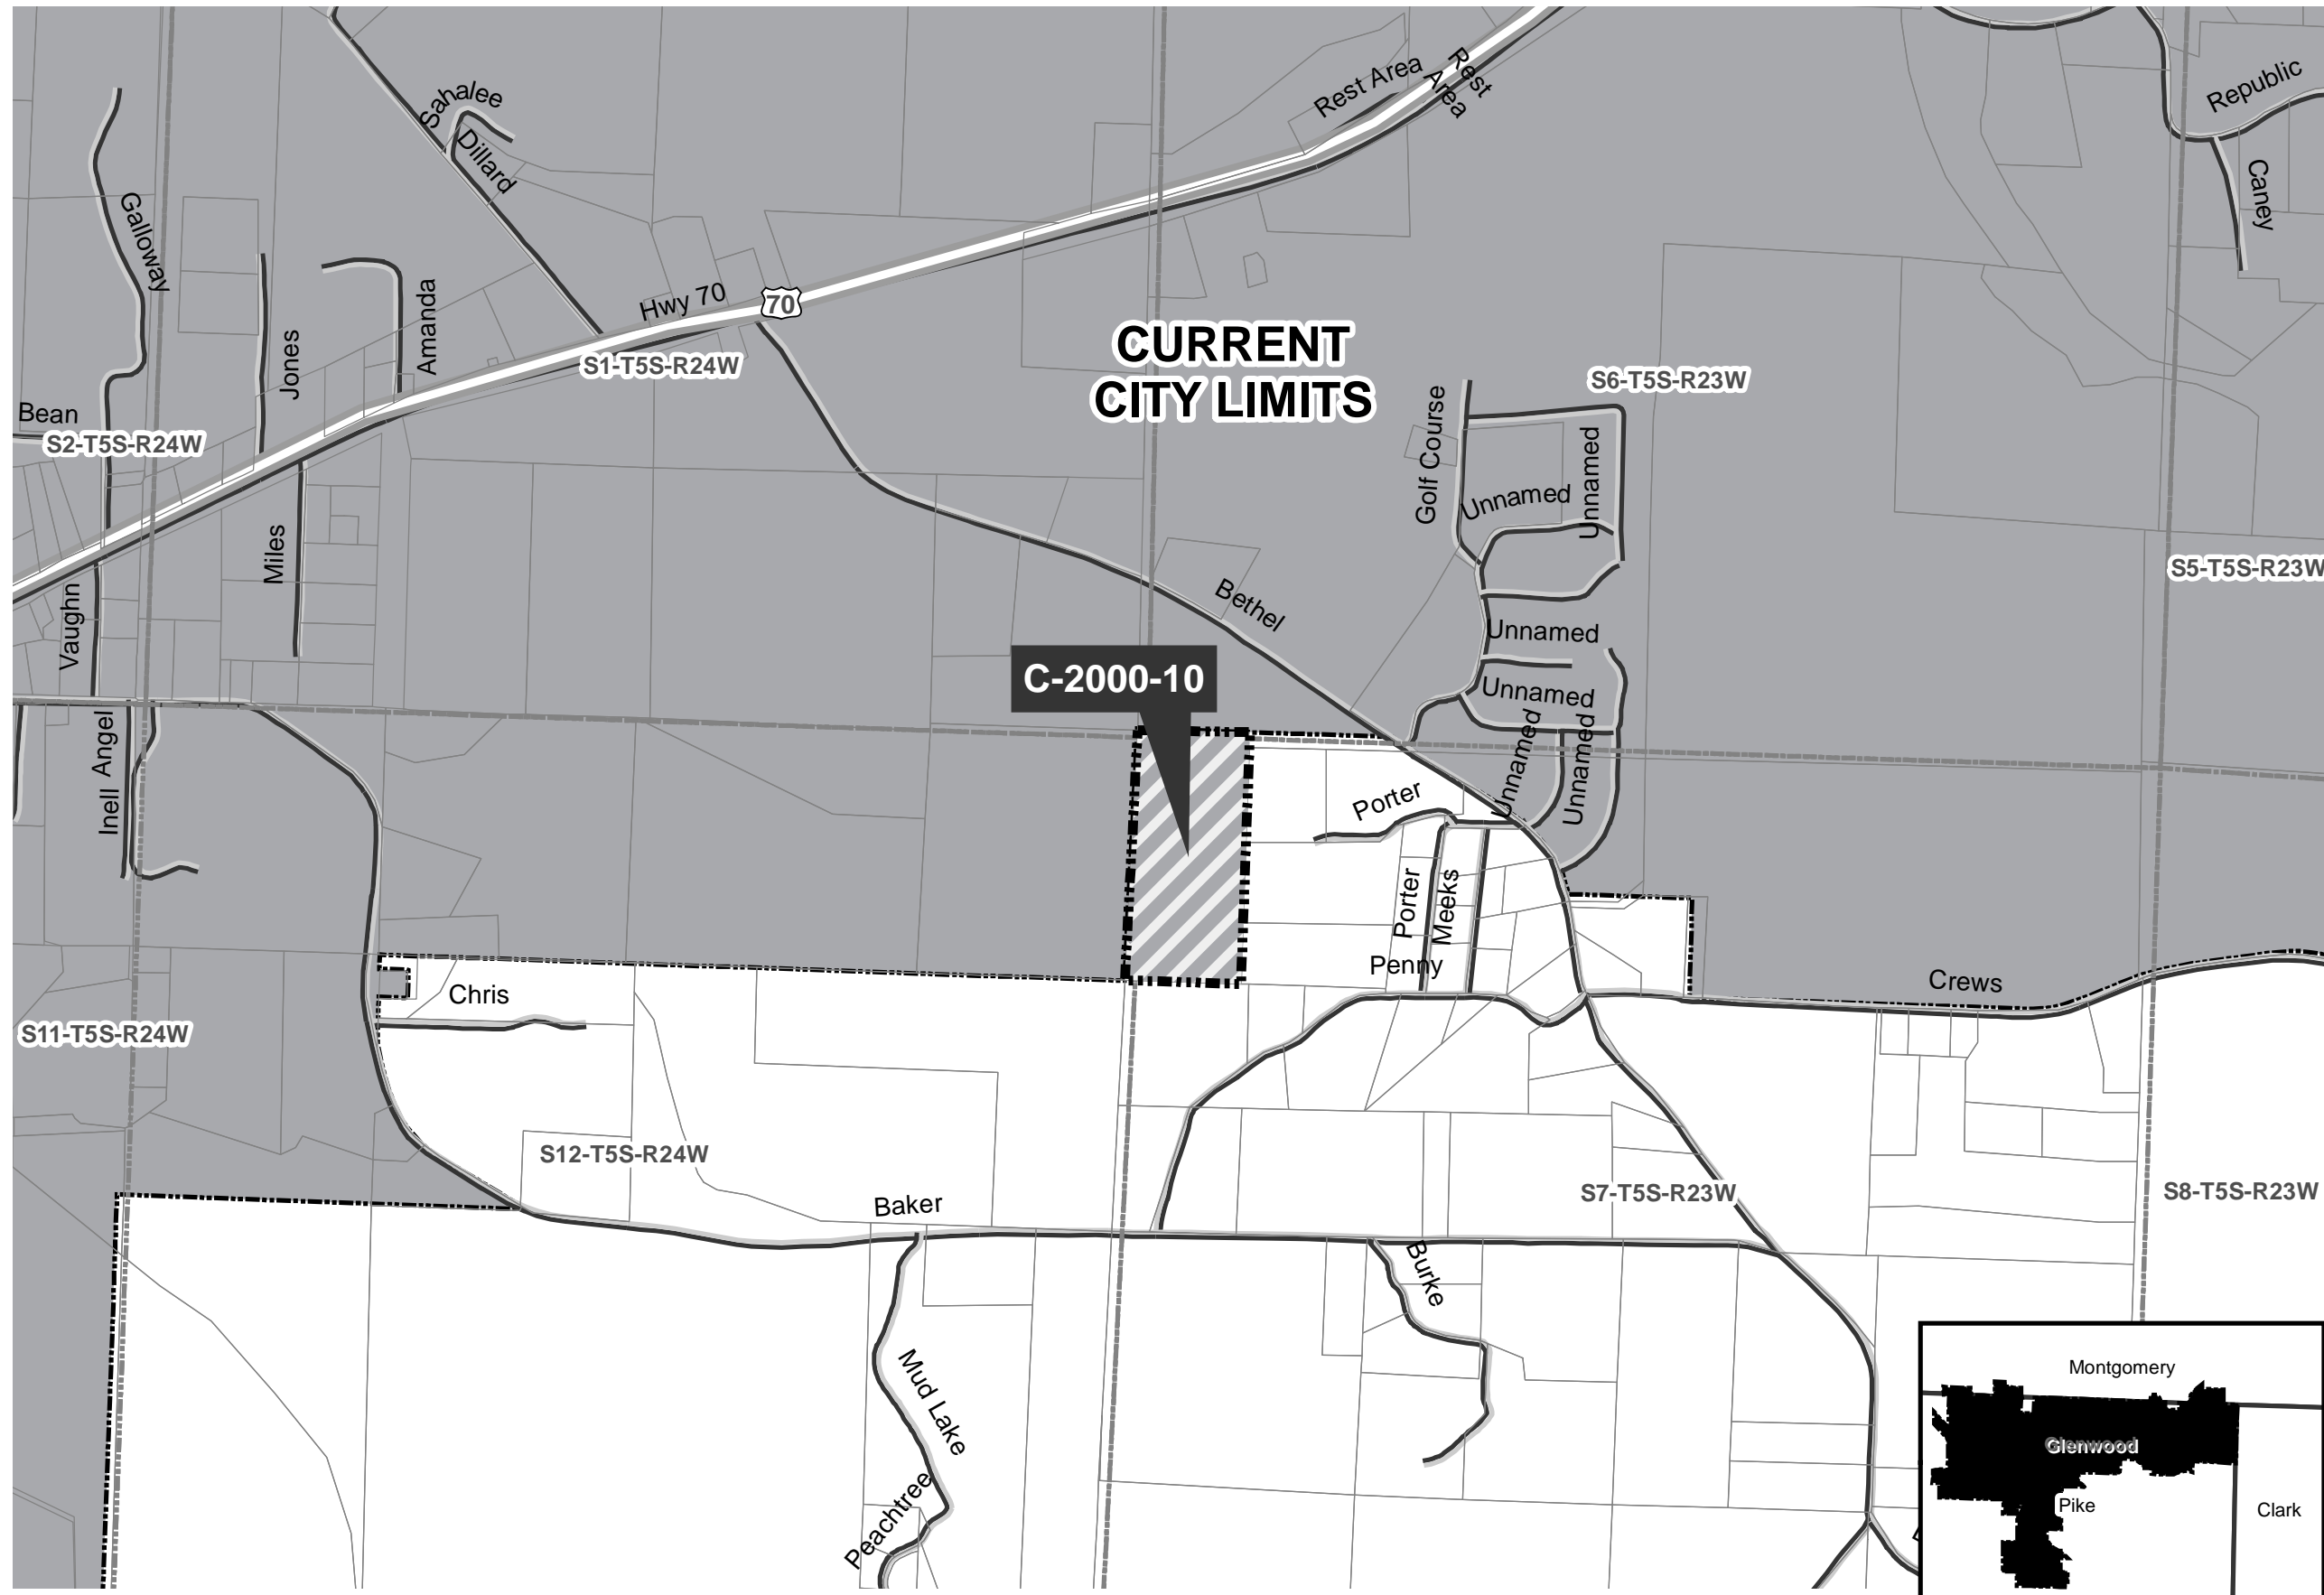 Sahalee
Dillard
Rest Area
Rest
Area
Republic
Caney
Galloway
Hwy 70
70
Jones
Amanda
S1-T5S-R24W
CURRENT
CITY LIMITS
S6-T5S-R23W
Bean
S2-T5S-R24W
Golf Course
Unnamed
Unnamed
Miles
Vaughn
S5-T5S-R23W
Bethel
Unnamed
C-2000-10
Unnamed
Inell
Angel
Unnamed
Unnamed
Porter
Porter
Meeks
Penny
Chris
Crews
S11-T5S-R24W
S12-T5S-R24W
S7-T5S-R23W
S8-T5S-R23W
Baker
Burke
Mud Lake
Peachtree
Montgomery
Glenwood
Pike
Clark